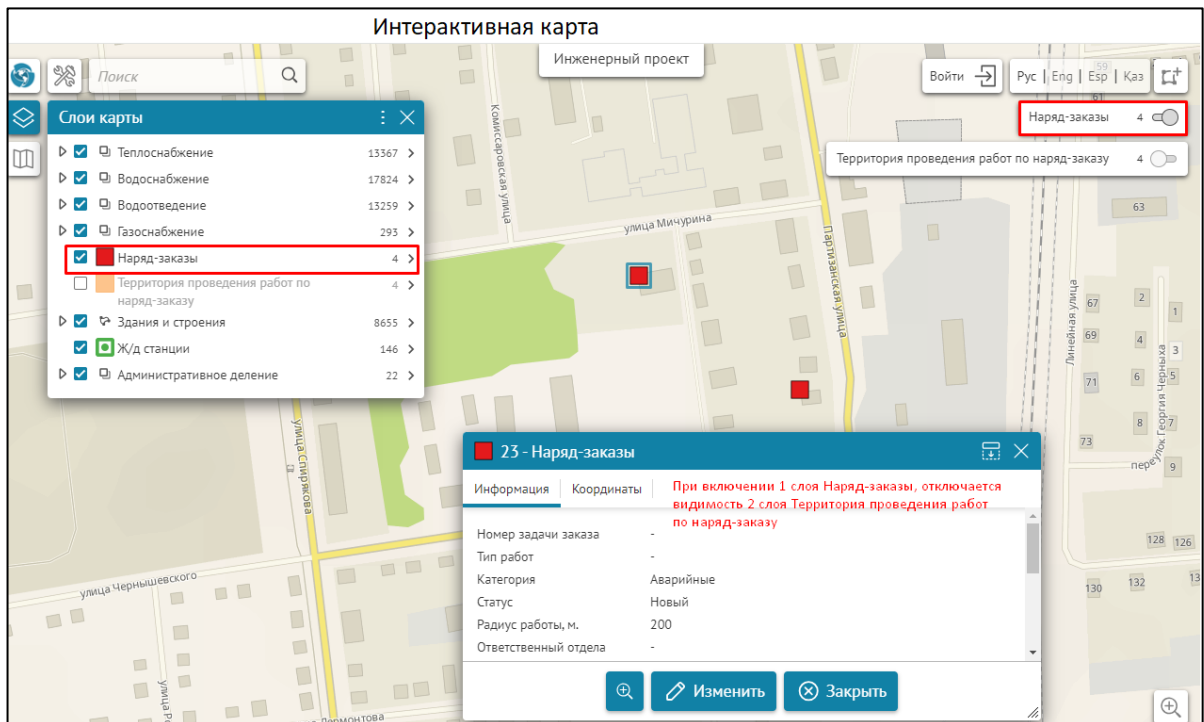 Интерактивная карта
Инженерный проект
Поиск
Войти
Рус | Eng | Esp | Қаз
Наряд-заказы 4
Территория проведения работ по наряд-заказу 4
Слои карты
Теплоснабжение 13367
Водоснабжение 17824
Водоотведение 13259
Газоснабжение 293
Наряд-заказы 4
Территория проведения работ по
наряд-заказу 4
Здания и строения 8655
Ж/д станции 146
Административное деление 22
Комиссаровская улица
улица Мичурина
Партизанская улица
Линейная улица
переулок Георгия Черныха
улица Спирякова
улица Чернышевского
59
61
63
67
2
1
69
4
3
71
6
5
8
7
73
9
128
126
130
132
13
23 - Наряд-заказы
Информация Координаты
При включении 1 слоя Наряд-заказы, отключается
видимость 2 слоя Территория проведения работ
по наряд-заказу
Номер задачи заказа -
Тип работ -
Категория Аварийные
Статус Новый
Радиус работы, м. 200
Ответственный отдела -
Изменить
Закрыть